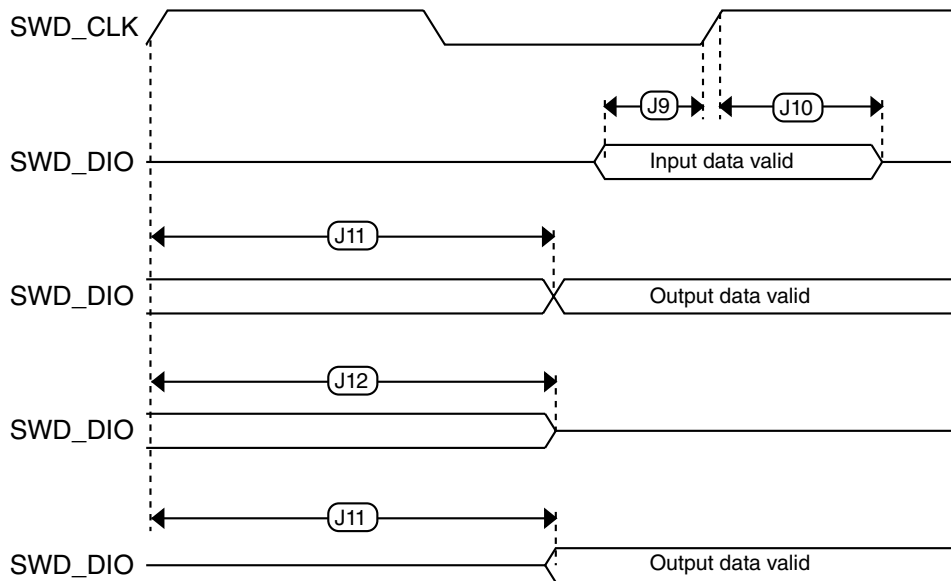 SWD_CLK
J9
J10
SWD_DIO
Input data valid
J11
SWD_DIO
Output data valid
J12
SWD_DIO
J11
SWD_DIO
Output data valid